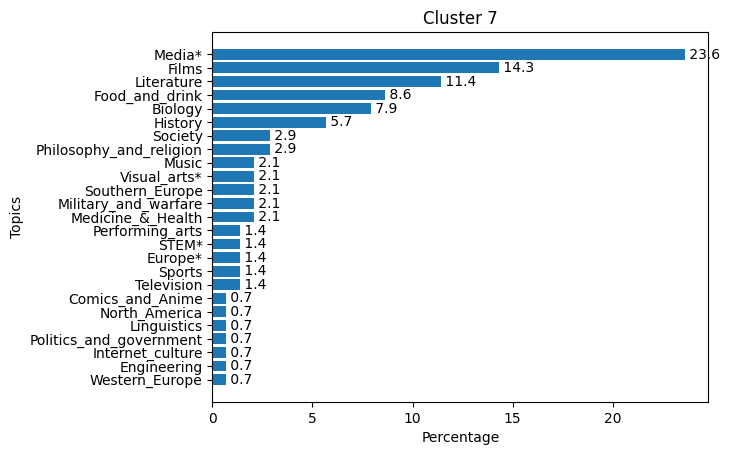 Cluster 7
Media* 23.6
Films 14.3
Literature 11.4
Food_and_drink 8.6
Biology 7.9
History 5.7
Society 2.9
Philosophy_and_religion 2.9
Music 2.1
Visual_arts* 2.1
Southern_Europe 2.1
Military_and_warfare 2.1
Medicine_&_Health 2.1
Performing_arts 1.4
STEM* 1.4
Europe* 1.4
Sports 1.4
Television 1.4
Comics_and_Anime 0.7
North_America 0.7
Linguistics 0.7
Politics_and_government 0.7
Internet_culture 0.7
Engineering 0.7
Western_Europe 0.7
Topics
0 5 10 15 20
Percentage